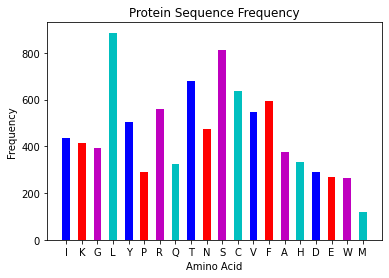 Protein Sequence Frequency
Frequency
800
600
400
200
0
I K G L Y P R Q T N S C V F A H D E W M
Amino Acid